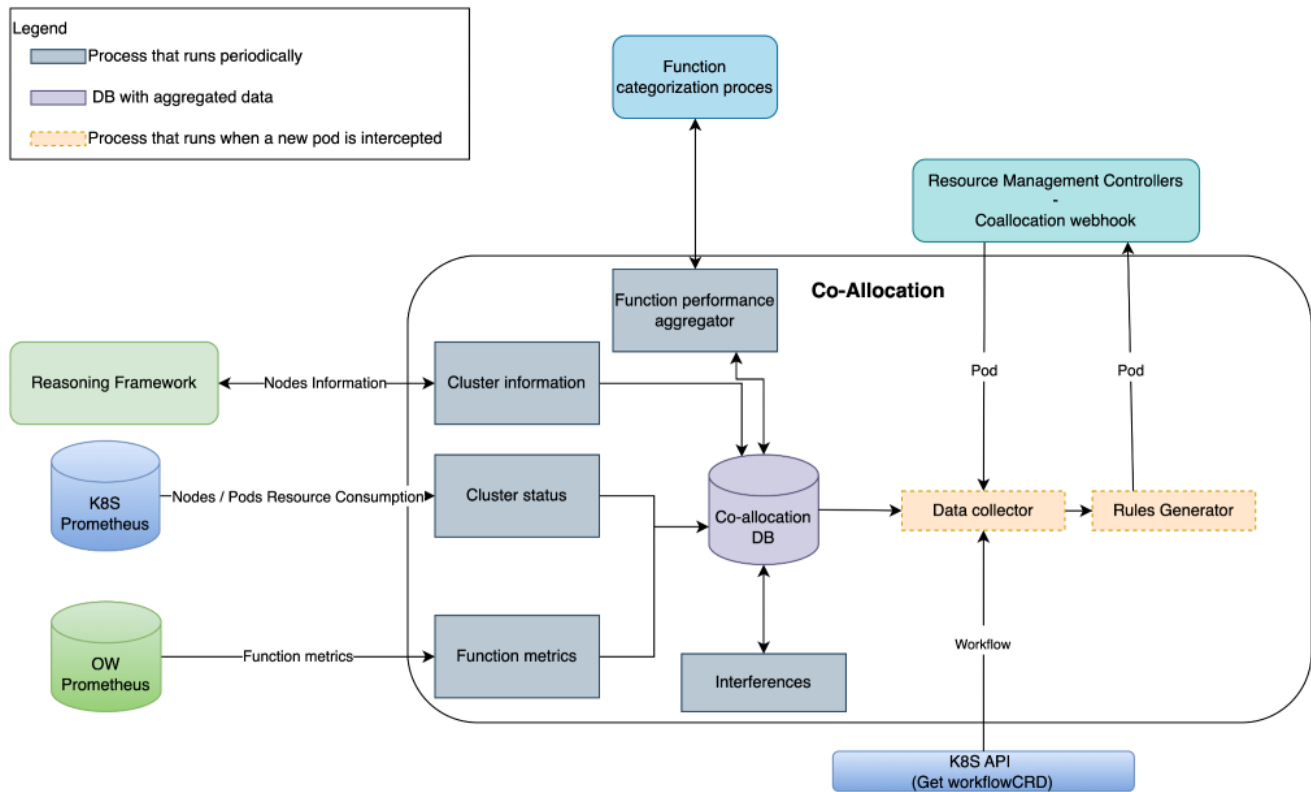 Legend
Process that runs periodically
DB with aggregated data
Process that runs when a new pod is intercepted
Function
categorization proces
Resource Management Controllers
-
Coallocation webhook
Co-Allocation
Function performance
aggregator
Reasoning Framework
Nodes Information
Cluster information
Pod
Pod
K8S
Prometheus
Nodes / Pods Resource Consumption
Cluster status
Co-allocation
DB
Data collector
Rules Generator
OW
Prometheus
Function metrics
Function metrics
Interferences
Workflow
K8S API
(Get workflowCRD)